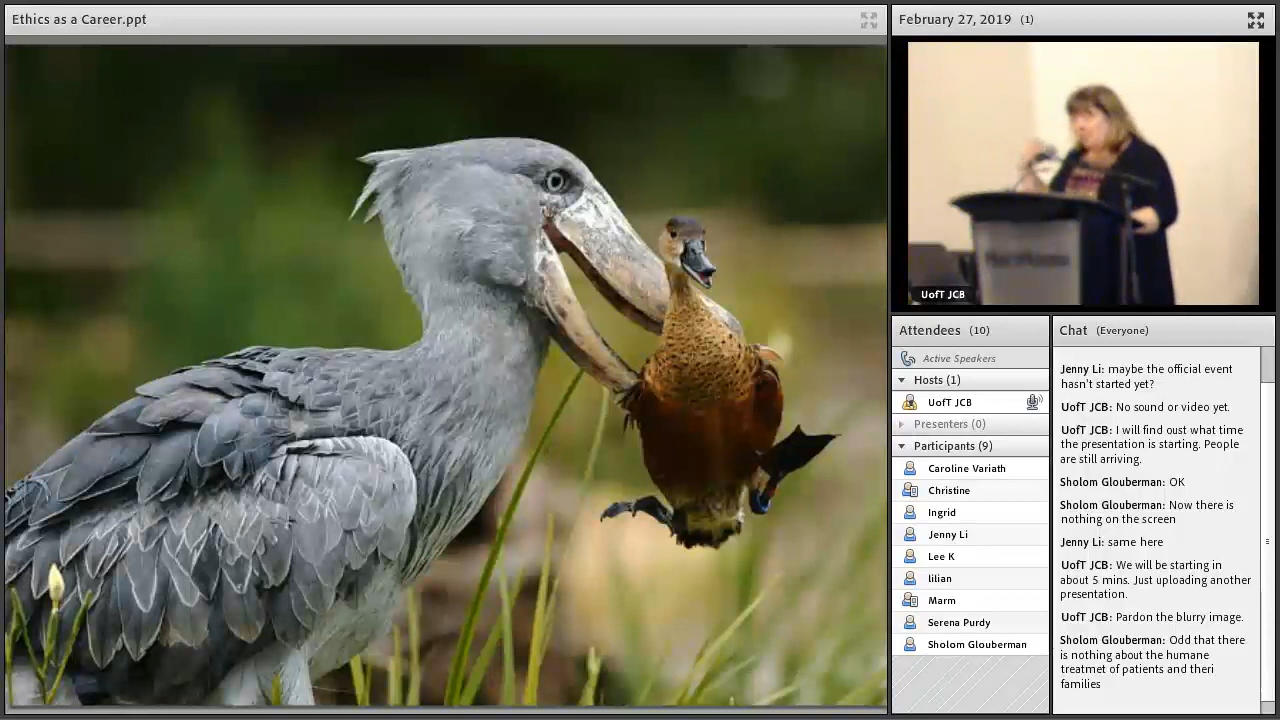 Ethics as a Career.ppt
February 27, 2019 (1)
UofT JCB
Attendees (10)
Active Speakers
Hosts (1)
UofT JCB
Presenters (0)
Participants (9)
Caroline Variath
Christine
Ingrid
Jenny Li
Lee K
lilian
Marm
Serena Purdy
Sholom Glouberman
Chat (Everyone)
Jenny Li: maybe the official event
hasn't started yet?
UofT JCB: No sound or video yet.
UofT JCB: I will find oust what time
the presentation is starting. People
are still arriving.
Sholom Glouberman: OK
Sholom Glouberman: Now there is
nothing on the screen
Jenny Li: same here
UofT JCB: We will be starting in
about 5 mins. Just uploading another
presentation.
UofT JCB: Pardon the blurry image.
Sholom Glouberman: Odd that there
is nothing about the humane
treatmet of patients and theri
families